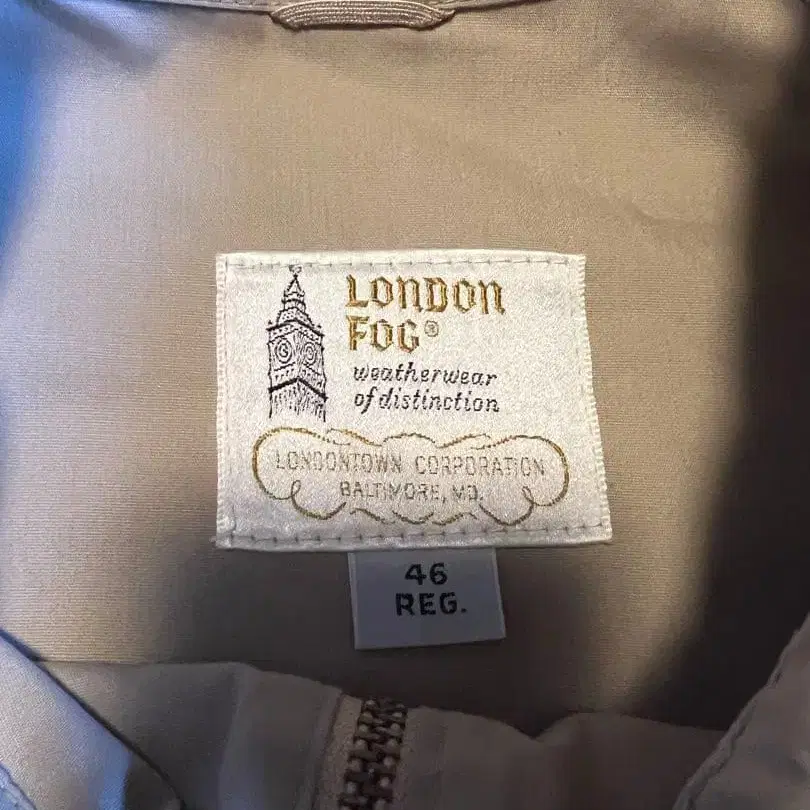 LONDON
FOG®
weatherwear
of distinction
LONDONTOWN CORPORATION
BALTIMORE, MD.
46
REG.